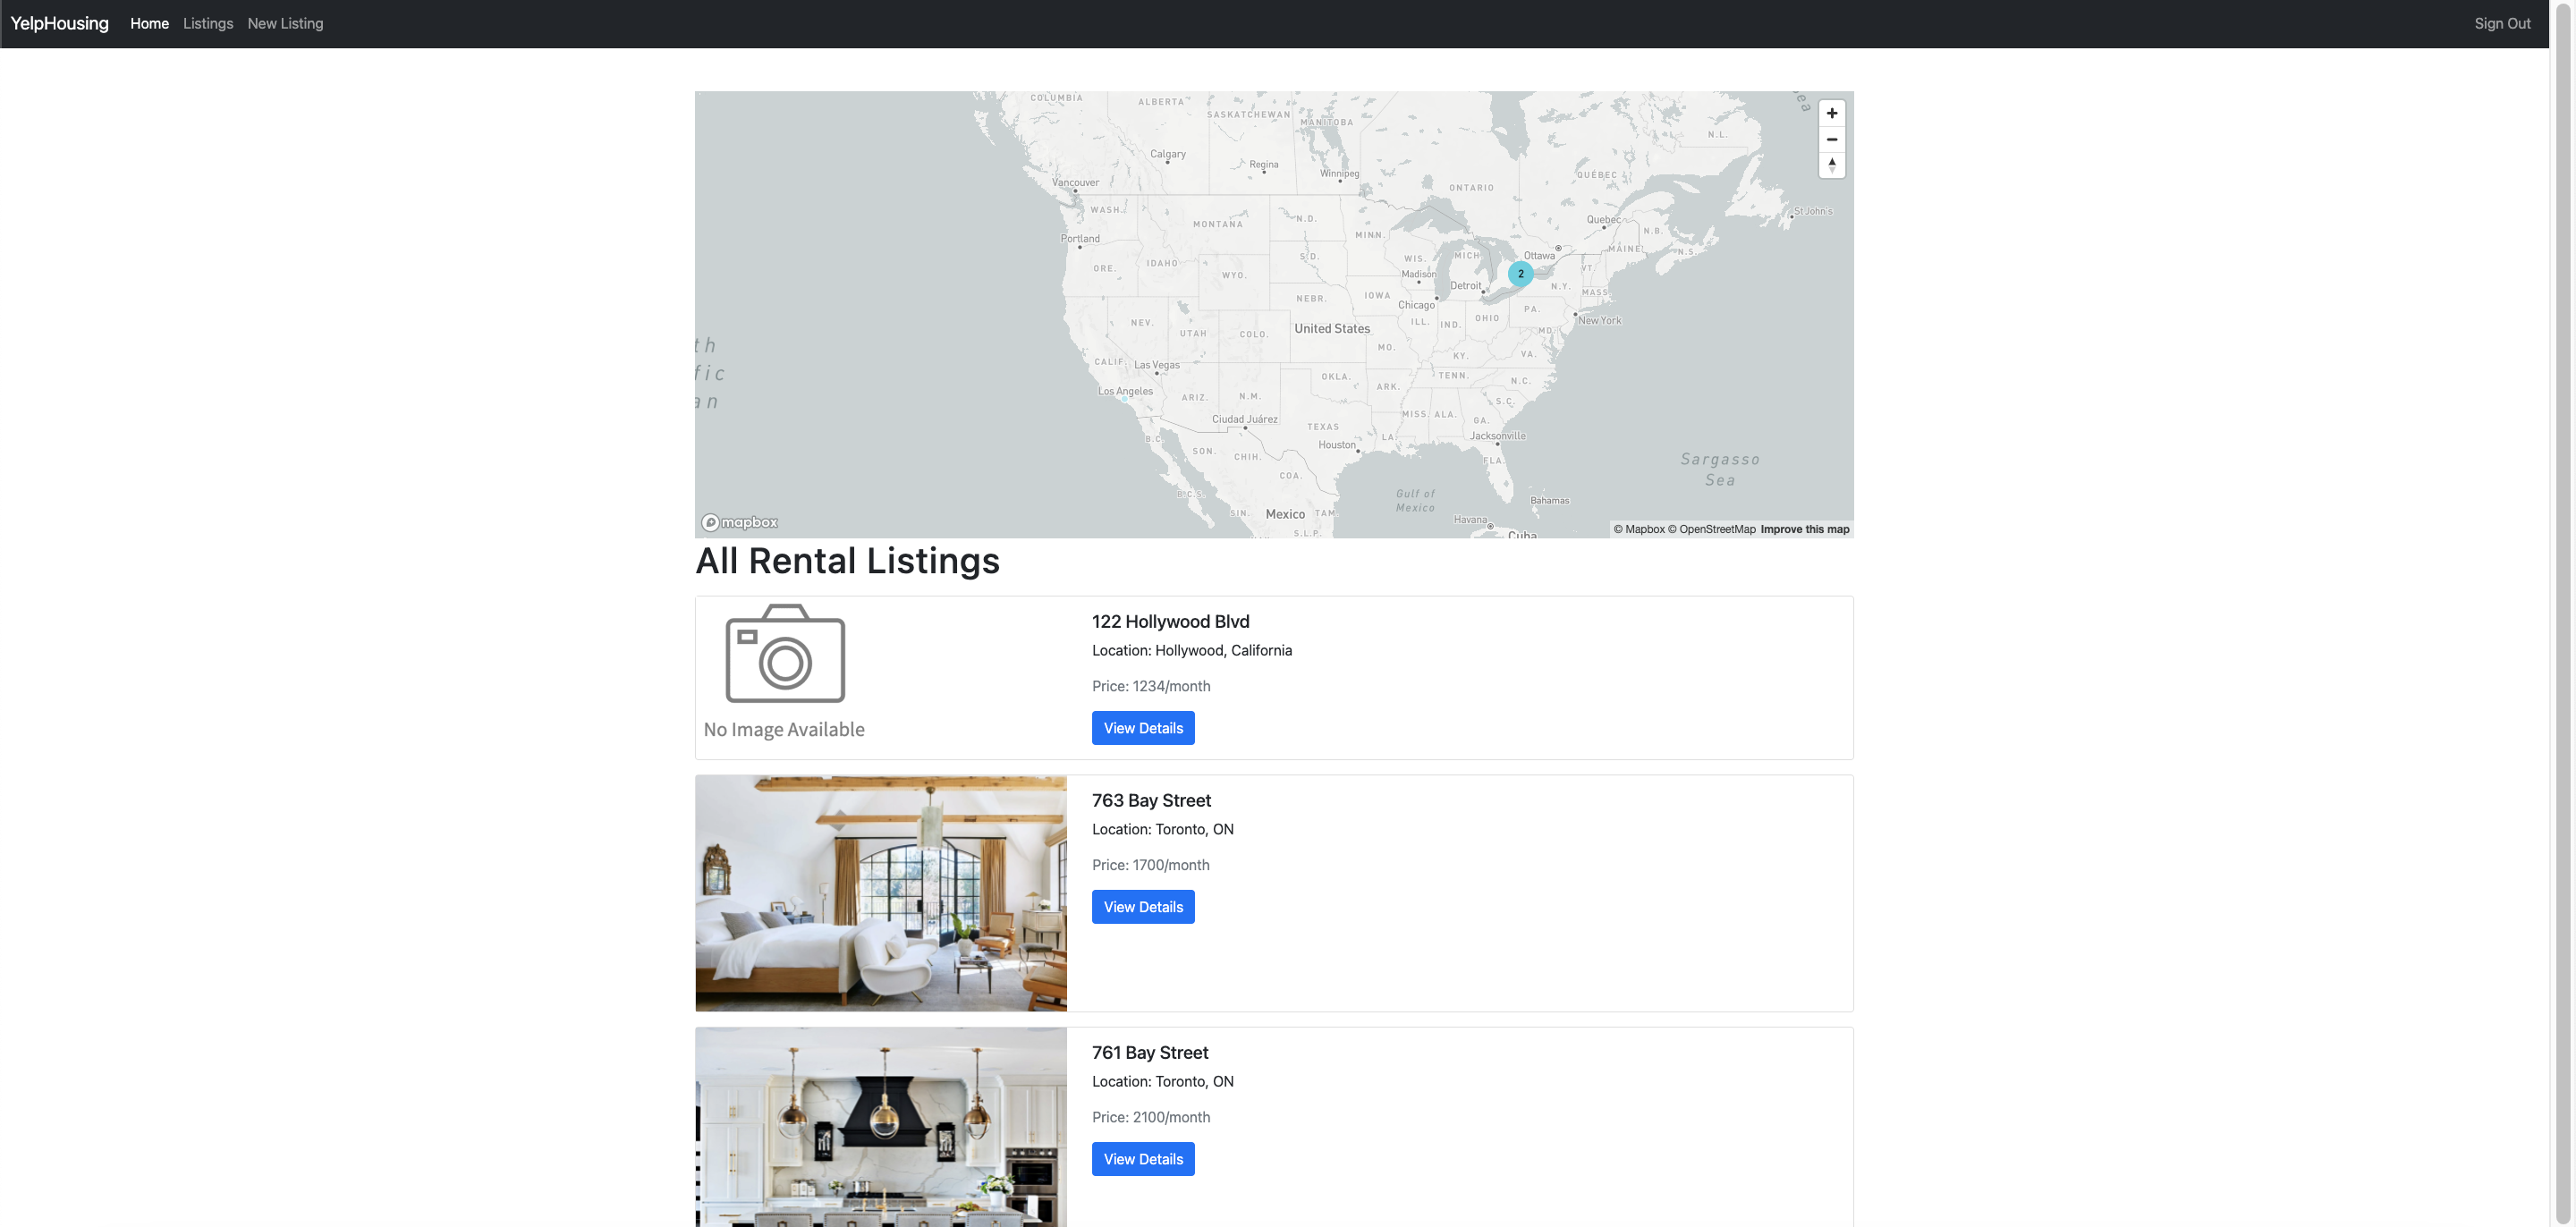 YelpHousing Home Listings New Listing Sign Out
COLUMBIA
ALBERTA
SASKATCHEWAN
MANITOBA
N.L.
Calgary
Regina
Winnipeg
Vancouver
ONTARIO
QUÉBEC
WASH.
MONTANA
N.D.
Quebec
St John's
Portland
MINN.
N.B.
ORE.
IDAHO
WYO.
S.D.
WIS.
MICH
Ottawa
MAINE
N.S.
Madison
2
VT.
NEBR.
IOWA
Detroit
N.Y.
MASS.
Chicago
NEV.
UTAH
COLO.
United States
ILL.
IND.
OHIO
PA.
MD
New York
th
fic
an
CALIF.
Las Vegas
MO.
KY.
VA.
Los Angeles
ARIZ.
N.M.
OKLA.
ARK.
TENN.
N.C.
Ciudad Juárez
TEXAS
MISS.
ALA.
GA.
S.C.
B.C.
SON.
CHIH.
Houston
LA.
Jacksonville
COA.
FLA.
Sargasso
Sea
B.C.S.
Gulf of
Mexico
Bahamas
SIN.
Mexico
TAM.
Havana
S.L.P.
Cuba
mapbox
© Mapbox © OpenStreetMap Improve this map
All Rental Listings
No Image Available
122 Hollywood Blvd
Location: Hollywood, California
Price: 1234/month
View Details
763 Bay Street
Location: Toronto, ON
Price: 1700/month
View Details
761 Bay Street
Location: Toronto, ON
Price: 2100/month
View Details